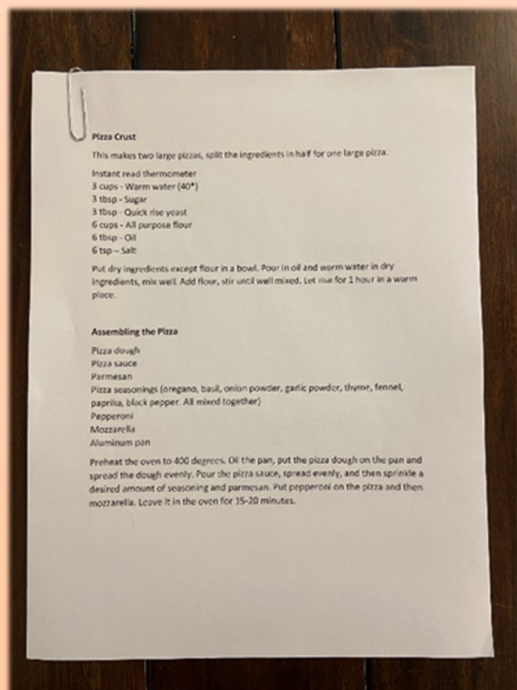 Pizza Crust
This makes two large pizzas, split the ingredients in half for one large pizza.
Instant read thermometer
3 cups - Warm water (40°)
3 tbsp - Sugar
3 tbsp - Quick rise yeast
6 cups - All purpose flour
6 tbsp - Oil
6 tsp – Salt
Put dry ingredients except flour in a bowl. Pour in oil and warm water in dry
ingredients, mix well. Add flour, stir until well mixed. Let rise for 1 hour in a warm
place.
Assembling the Pizza
Pizza dough
Pizza sauce
Parmesan
Pizza seasonings (oregano, basil, onion powder, garlic powder, thyme, fennel,
paprika, black pepper. All mixed together)
Pepperoni
Mozzarella
Aluminum pan
Preheat the oven to 400 degrees. Oil the pan, put the pizza dough on the pan and
spread the dough evenly. Pour the pizza sauce, spread evenly, and then sprinkle a
desired amount of seasoning and parmesan. Put pepperoni on the pizza and then
mozzarella. Leave it in the oven for 15-20 minutes.